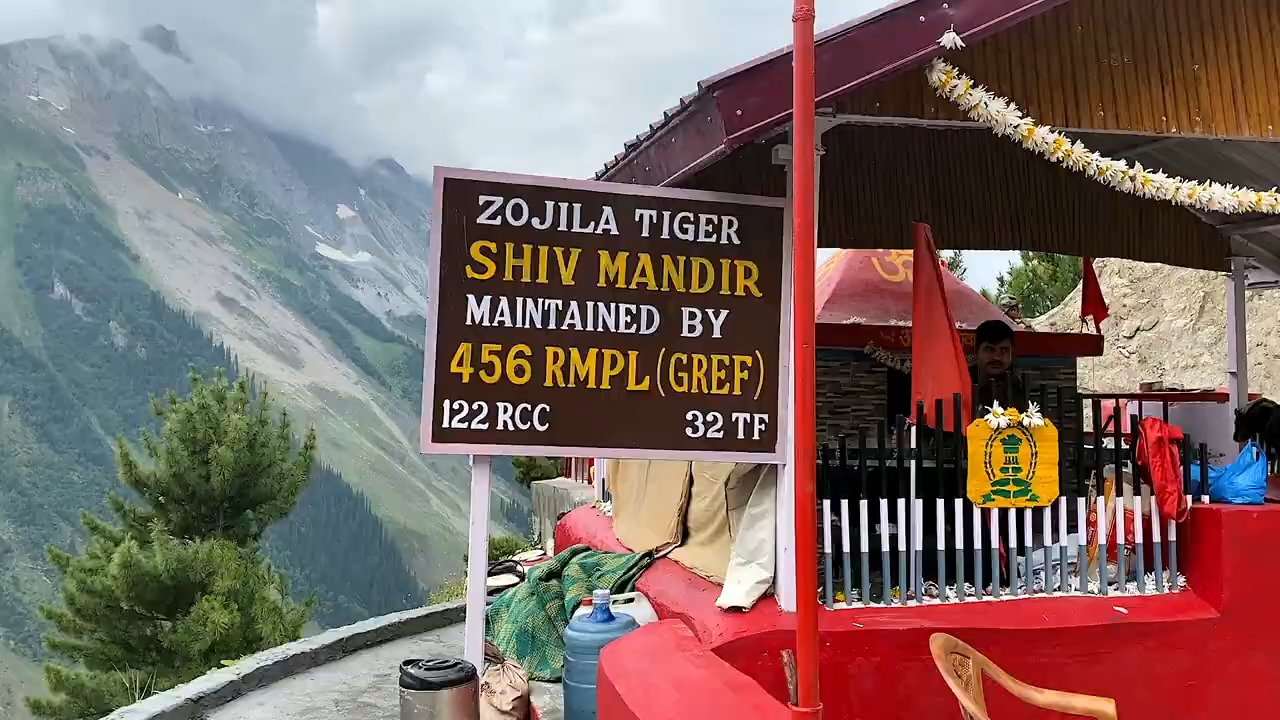 ZOJILA TIGER
SHIV MANDIR
MAINTAINED BY
456 RMPL (GREF)
122 RCC 32 TF
ॐ